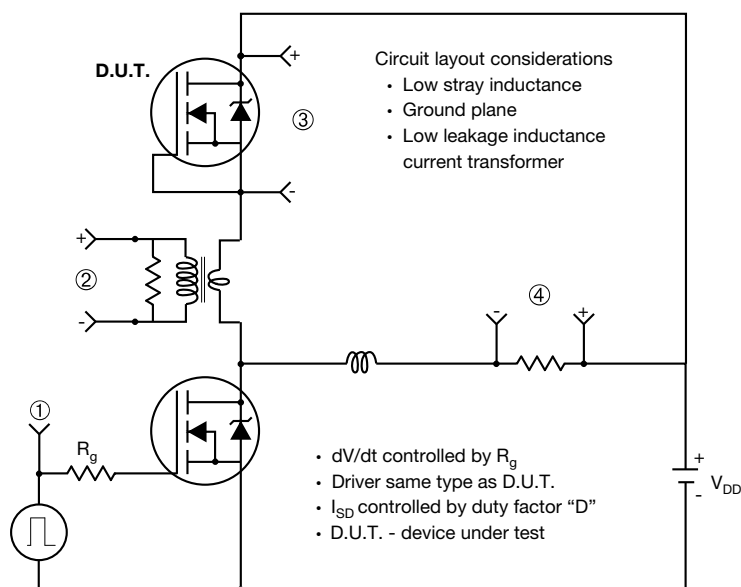 D.U.T.
+
Circuit layout considerations
• Low stray inductance
• Ground plane
• Low leakage inductance
current transformer
③
-
+
②
-
④
-
+
①
Rg
• dV/dt controlled by Rg
• Driver same type as D.U.T.
• ISD controlled by duty factor “D”
• D.U.T. - device under test
+
VDD
-